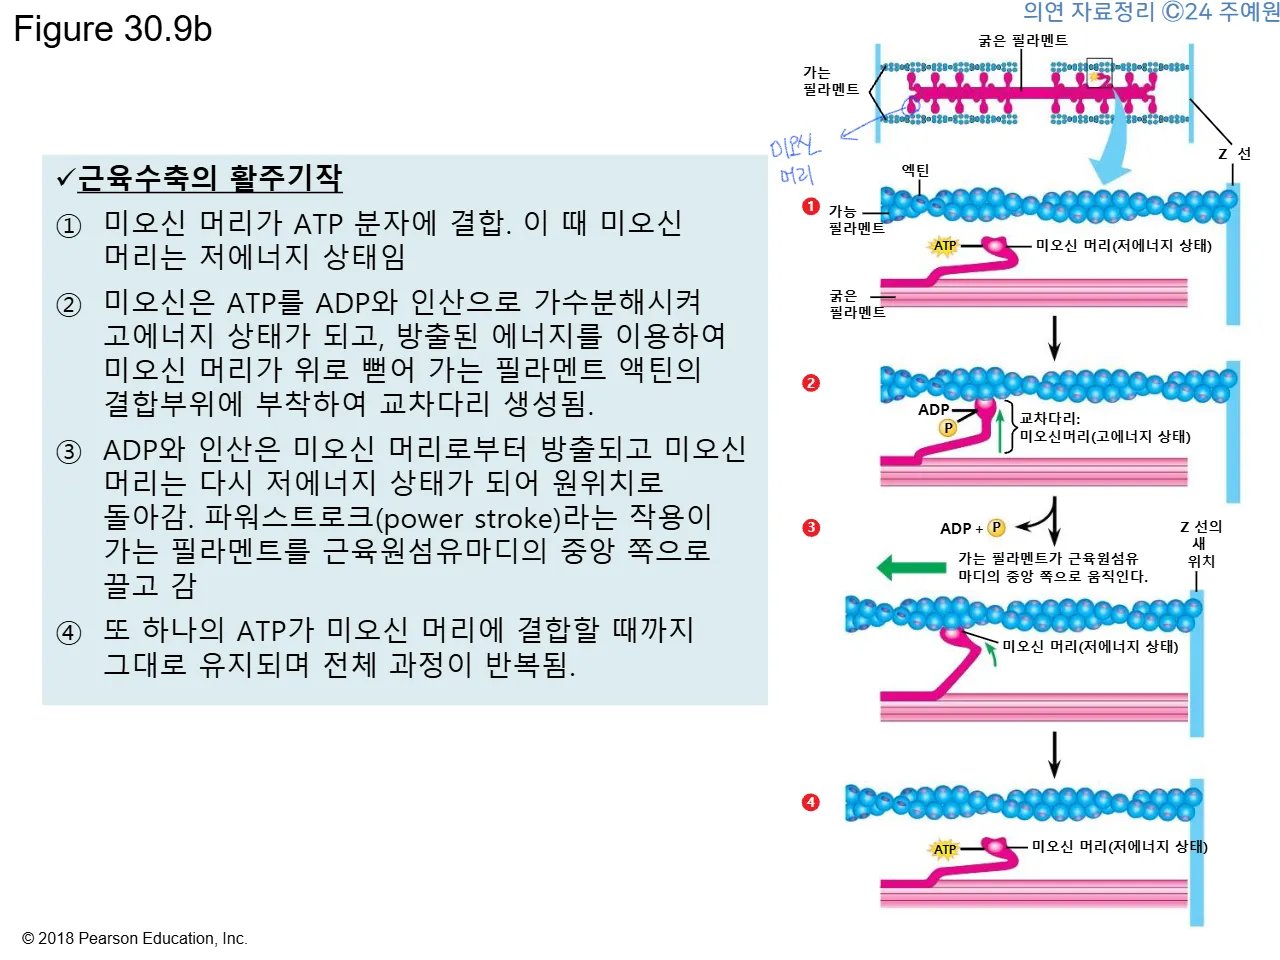 Figure 30.9b
의연 자료정리 ⓒ24 주예원
✓근육수축의 활주기작
① 미오신 머리가 ATP 분자에 결합. 이 때 미오신
머리는 저에너지 상태임
② 미오신은 ATP를 ADP와 인산으로 가수분해시켜
고에너지 상태가 되고, 방출된 에너지를 이용하여
미오신 머리가 위로 뻗어 가는 필라멘트 액틴의
결합부위에 부착하여 교차다리 생성됨.
③ ADP와 인산은 미오신 머리로부터 방출되고 미오신
머리는 다시 저에너지 상태가 되어 원위치로
돌아감. 파워스트로크(power stroke)라는 작용이
가는 필라멘트를 근육원섬유마디의 중앙 쪽으로
끌고 감
④ 또 하나의 ATP가 미오신 머리에 결합할 때까지
그대로 유지되며 전체 과정이 반복됨.
굵은 필라멘트
가는
필라멘트
미오신
머리
Z 선
엑틴
1
가능
필라멘트
ATP
미오신 머리(저에너지 상태)
굵은
필라멘트
2
ADP
P
교차다리:
미오신머리(고에너지 상태)
3
ADP + P
Z 선의
새
위치
가는 필라멘트가 근육원섬유
마디의 중앙 쪽으로 움직인다.
미오신 머리(저에너지 상태)
4
ATP
미오신 머리(저에너지 상태)
© 2018 Pearson Education, Inc.